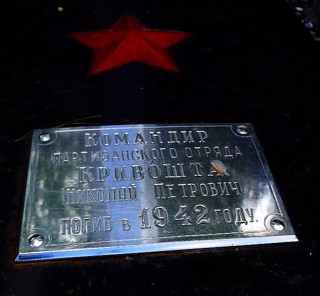 КОМАНДИР
ПАРТИЗАНСКОГО ОТРЯДА
КРИВОШТА
НИКОЛАЙ ПЕТРОВИЧ
ПОГИБ В 1942 ГОДУ.